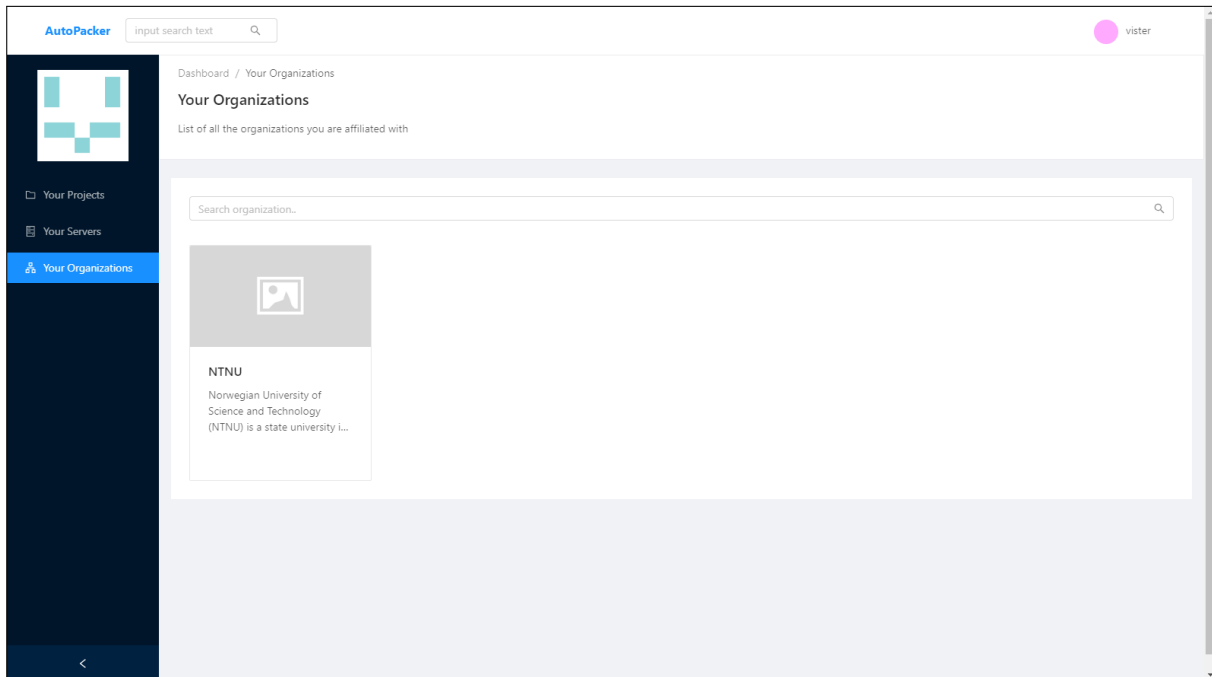 AutoPacker
input search text
vister
Dashboard / Your Organizations
Your Organizations
List of all the organizations you are affiliated with
Your Projects
Your Servers
Your Organizations
Search organization..
NTNU
Norwegian University of
Science and Technology
(NTNU) is a state university i...